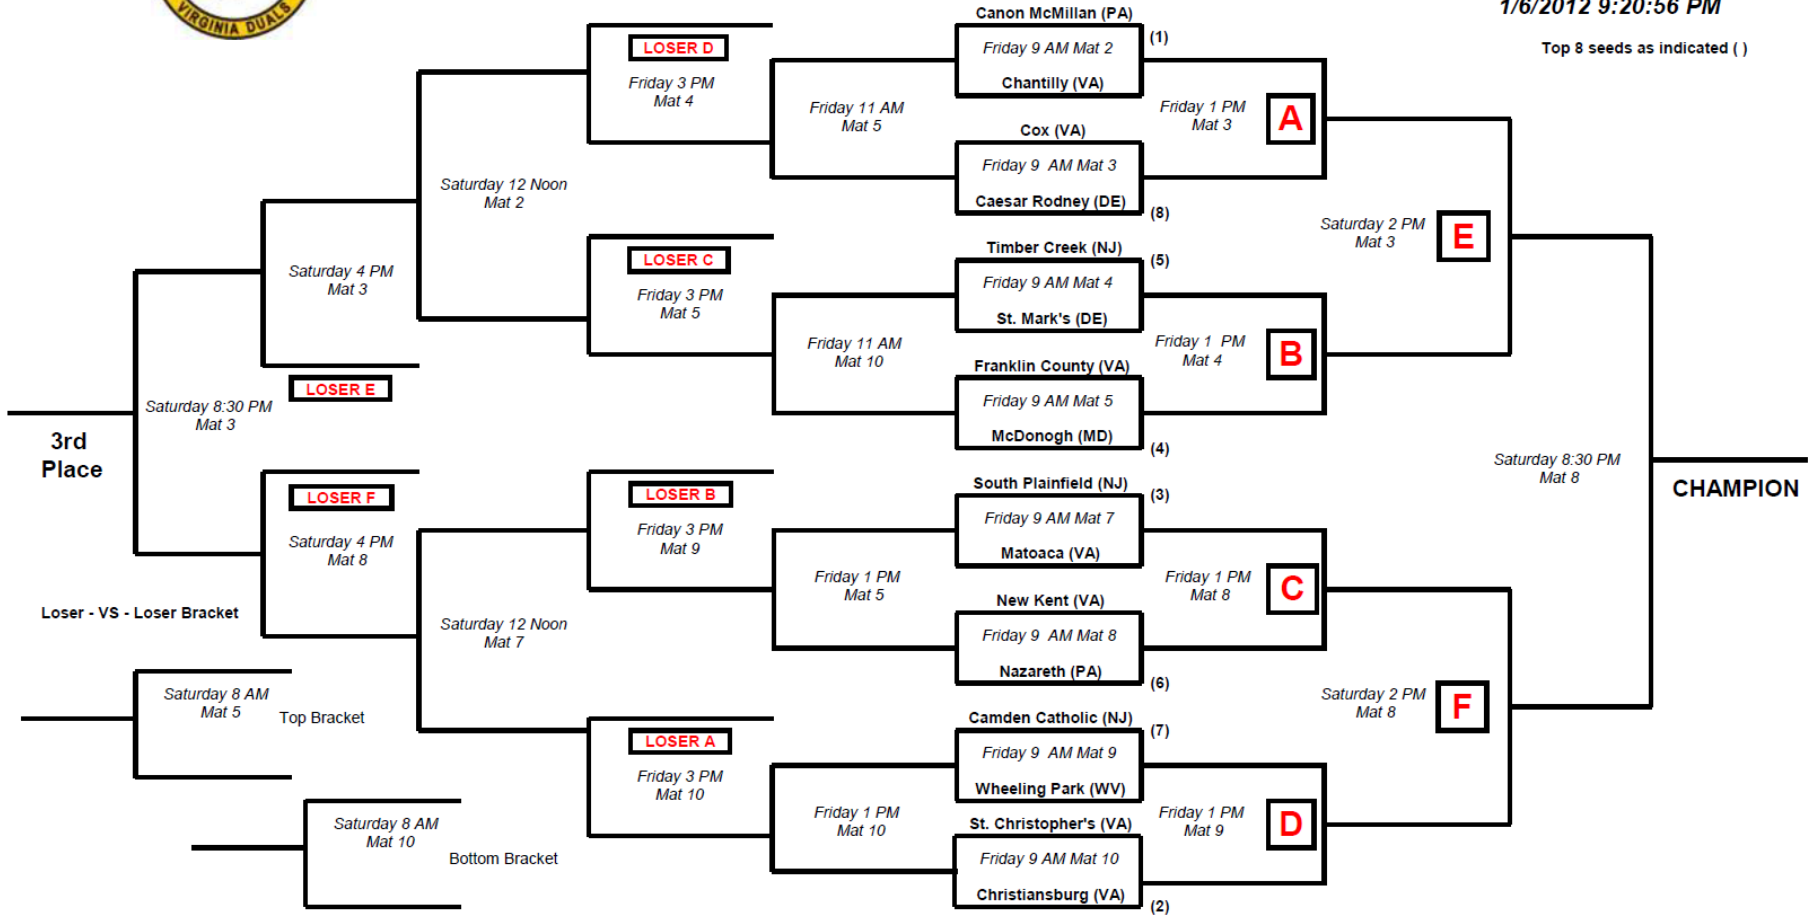 VIRGINIA DUALS
1/6/2012 9:20:56 PM
Top 8 seeds as indicated ( )
Canon McMillan (PA)
(1)
Friday 9 AM Mat 2
Chantilly (VA)
Cox (VA)
Friday 9  AM Mat 3
Caesar Rodney (DE)
(8)
Timber Creek (NJ)
(5)
Friday 9 AM Mat 4
St. Mark's (DE)
Franklin County (VA)
Friday 9 AM Mat 5
McDonogh (MD)
(4)
South Plainfield (NJ)
(3)
Friday 9 AM Mat 7
Matoaca (VA)
New Kent (VA)
Friday 9  AM Mat 8
Nazareth (PA)
(6)
Camden Catholic (NJ)
(7)
Friday 9  AM Mat 9
Wheeling Park (WV)
St. Christopher's (VA)
Friday 9 AM Mat 10
Christiansburg (VA)
(2)
Friday 1 PM
Mat 3
A
Friday 1  PM
Mat 4
B
Friday 1 PM
Mat 8
C
Friday 1 PM
Mat 9
D
Saturday 2 PM
Mat 3
E
Saturday 2 PM
Mat 8
F
Saturday 8:30 PM
Mat 8
CHAMPION
Friday 11 AM
Mat 5
Friday 11 AM
Mat 10
Friday 1 PM
Mat 5
Friday 1 PM
Mat 10
LOSER D
Friday 3 PM
Mat 4
LOSER C
Friday 3 PM
Mat 5
LOSER B
Friday 3 PM
Mat 9
LOSER A
Friday 3 PM
Mat 10
Saturday 12 Noon
Mat 2
Saturday 12 Noon
Mat 7
Saturday 4 PM
Mat 3
LOSER E
LOSER F
Saturday 4 PM
Mat 8
Saturday 8:30 PM
Mat 3
3rd
Place
Loser - VS - Loser Bracket
Saturday 8 AM
Mat 5
Top Bracket
Saturday 8 AM
Mat 10
Bottom Bracket